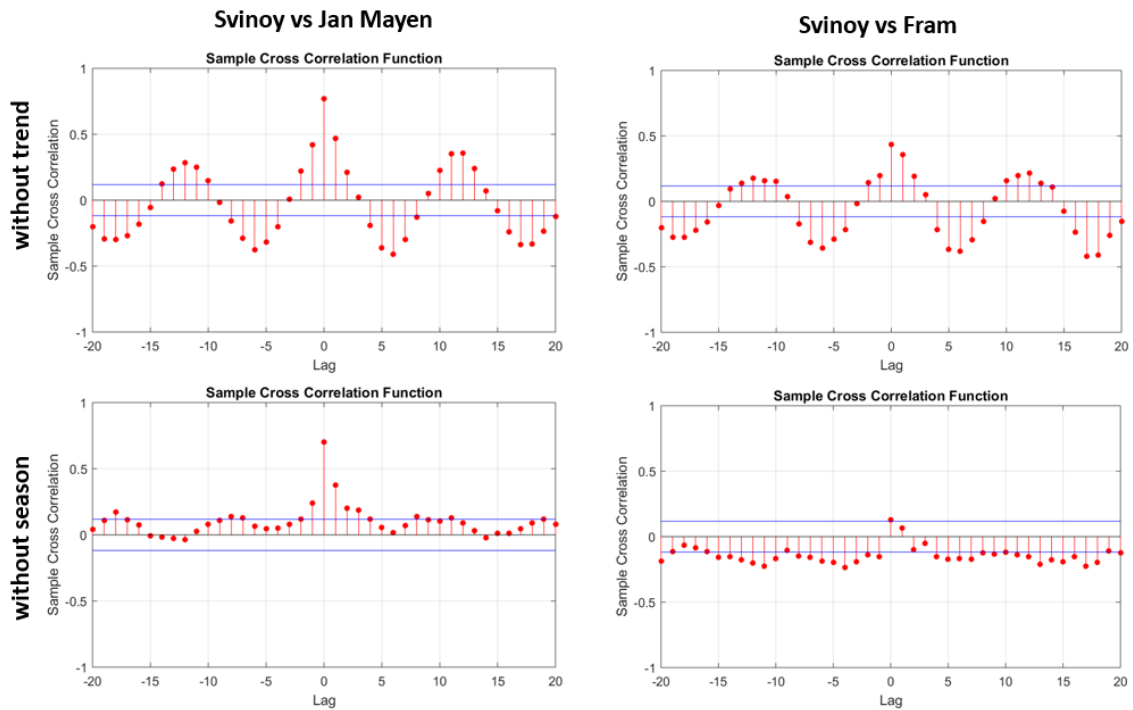 Svinoy vs Jan Mayen
Svinoy vs Fram
without trend
Sample Cross Correlation Function
Sample Cross Correlation
1
0.5
0
-0.5
-1
-20 -15 -10 -5 0 5 10 15 20
Lag
Sample Cross Correlation Function
Sample Cross Correlation
1
0.5
0
-0.5
-1
-20 -15 -10 -5 0 5 10 15 20
Lag
without season
Sample Cross Correlation Function
Sample Cross Correlation
1
0.5
0
-0.5
-1
-20 -15 -10 -5 0 5 10 15 20
Lag
Sample Cross Correlation Function
Sample Cross Correlation
1
0.5
0
-0.5
-1
-20 -15 -10 -5 0 5 10 15 20
Lag